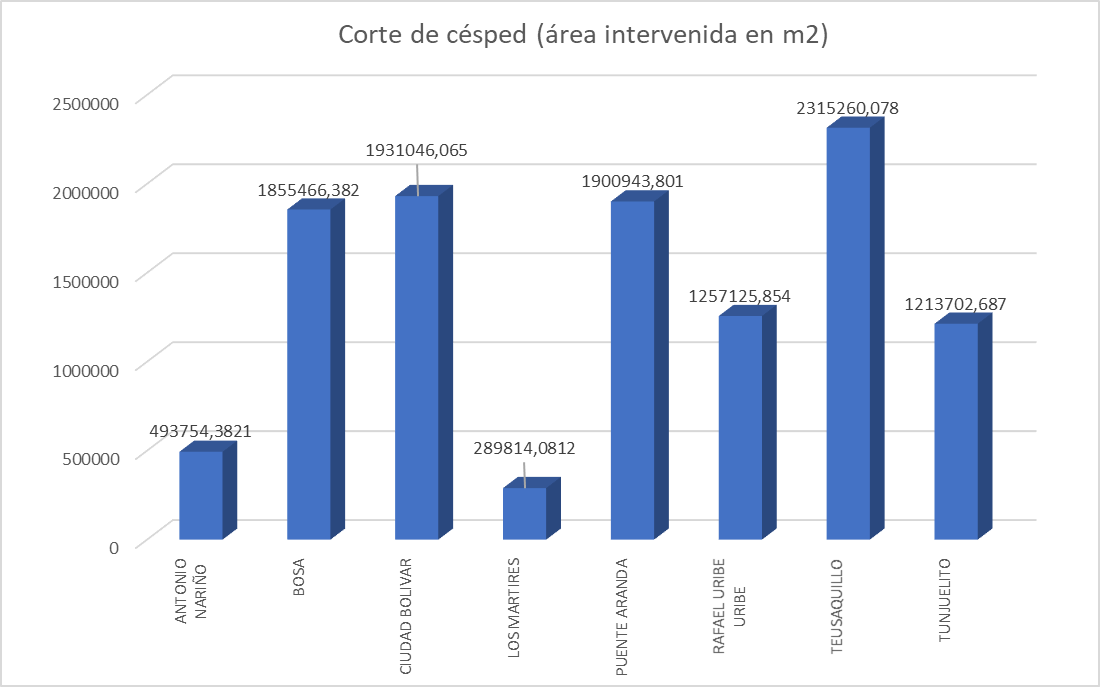 Corte de césped (área intervenida en m2)
2500000
2000000
1500000
1000000
500000
0
493754,3821
1855466,382
1931046,065
289814,0812
1900943,801
1257125,854
2315260,078
1213702,687
ANTONIO
NARIÑO
BOSA
CIUDAD BOLIVAR
LOS MARTIRES
PUENTE ARANDA
RAFAEL URIBE
URIBE
TEUSAQUILLO
TUNJUELITO